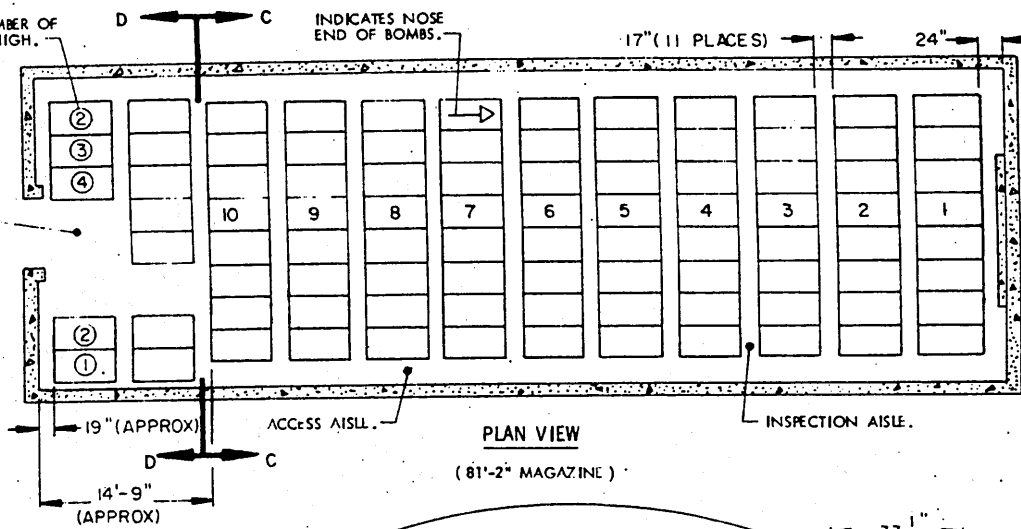 MBER OF
HIGH.
D
C
INDICATES NOSE
END OF BOMBS.
17" (11 PLACES)
24"
2
3
4
10
9
8
7
6
5
4
3
2
1
2
1
19" (APPROX)
ACCESS AISLE.
INSPECTION AISLE.
D
C
PLAN VIEW
(81'-2" MAGAZINE)
14'-9"
(APPROX)